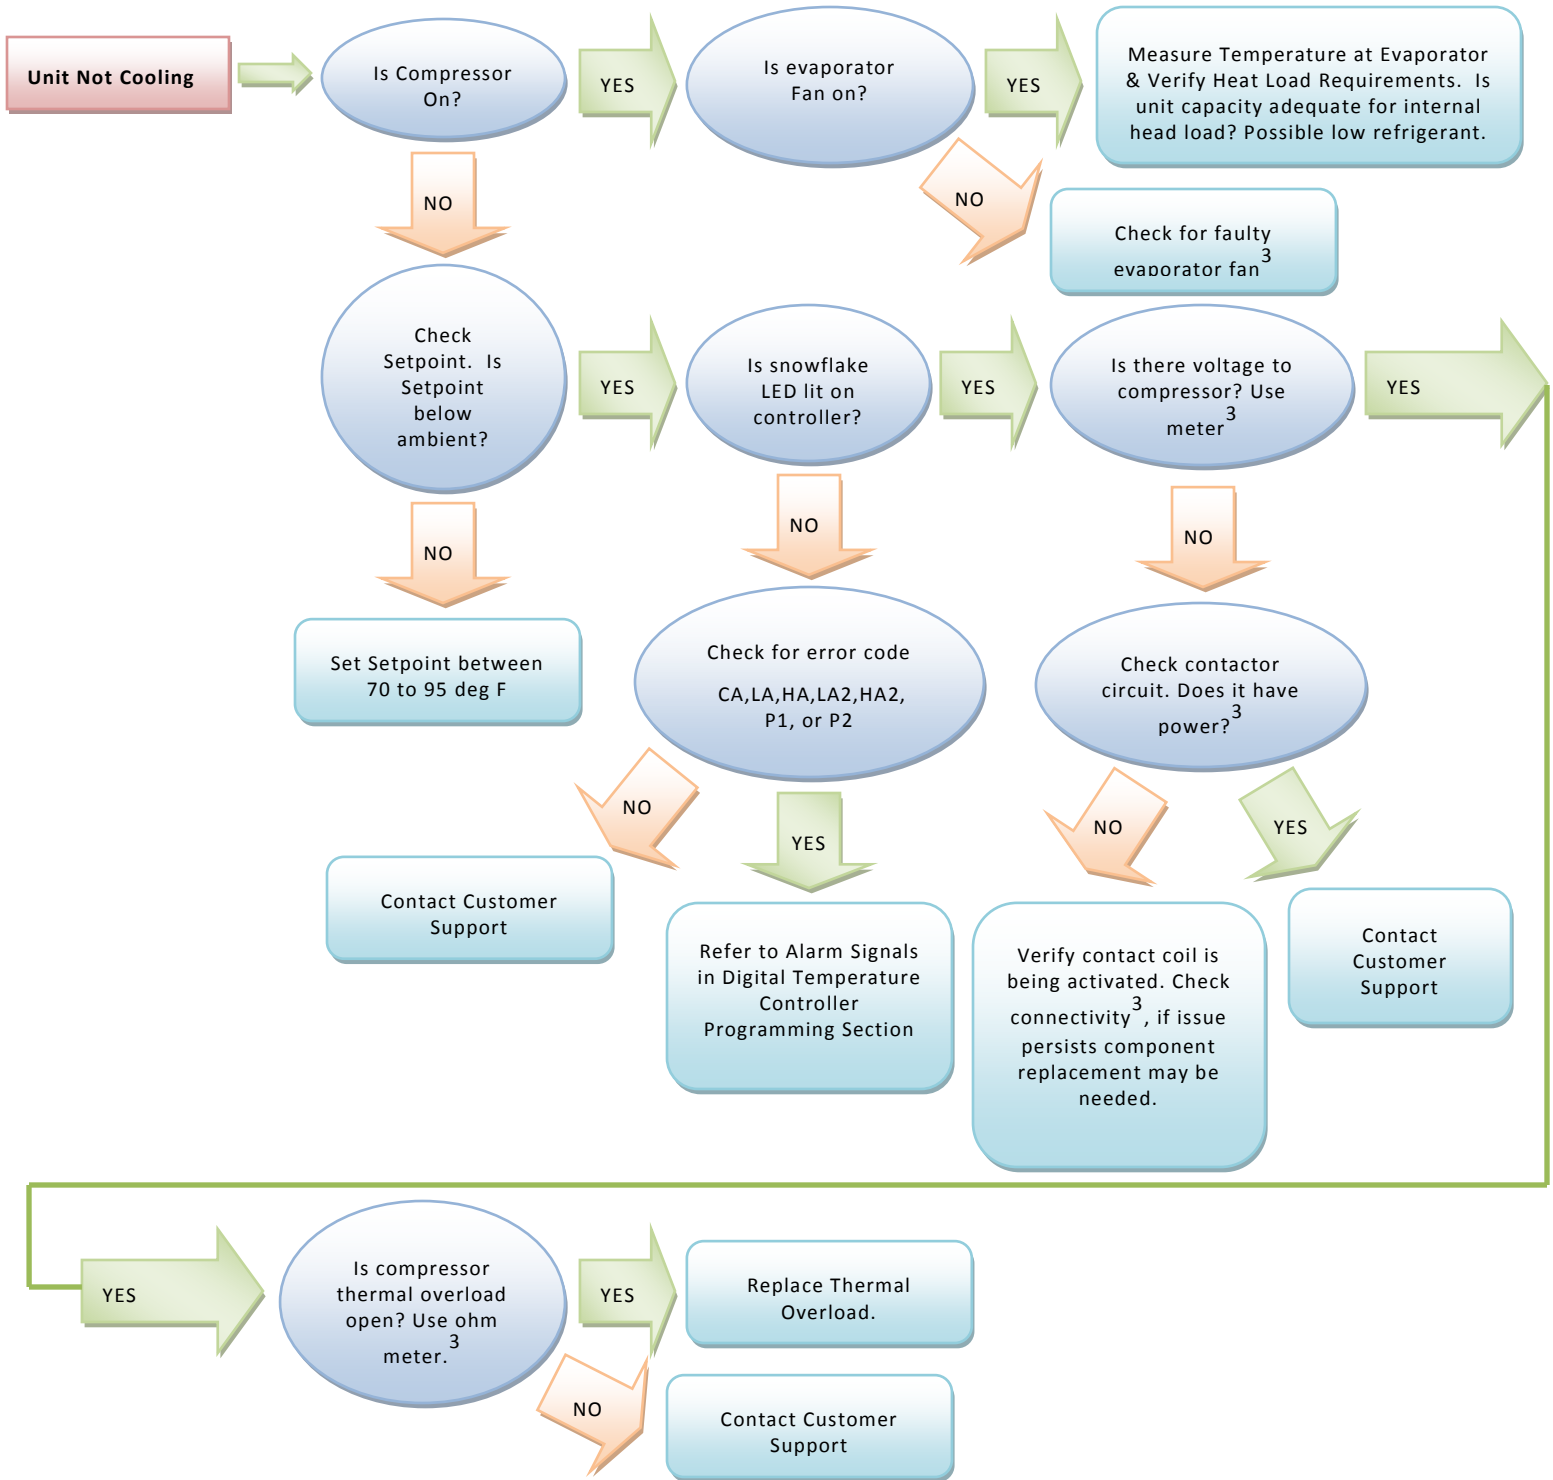 Unit Not Cooling
Is Compressor
On?
YES
Is evaporator
Fan on?
YES
Measure Temperature at Evaporator
& Verify Heat Load Requirements.  Is
unit capacity adequate for internal
head load? Possible low refrigerant.
NO
NO
Check for faulty
evaporator fan3
Check
Setpoint.  Is
Setpoint
below
ambient?
YES
Is snowflake
LED lit on
controller?
YES
Is there voltage to
compressor? Use
meter3
YES
NO
NO
NO
Set Setpoint between
70 to 95 deg F
Check for error code
CA,LA,HA,LA2,HA2,
P1, or P2
Check contactor
circuit. Does it have
power?3
NO
YES
NO
YES
Contact Customer
Support
Refer to Alarm Signals
in Digital Temperature
Controller
Programming Section
Verify contact coil is
being activated. Check
connectivity3, if issue
persists component
replacement may be
needed.
Contact
Customer
Support
YES
Is compressor
thermal overload
open? Use ohm
meter.3
YES
Replace Thermal
Overload.
NO
Contact Customer
Support